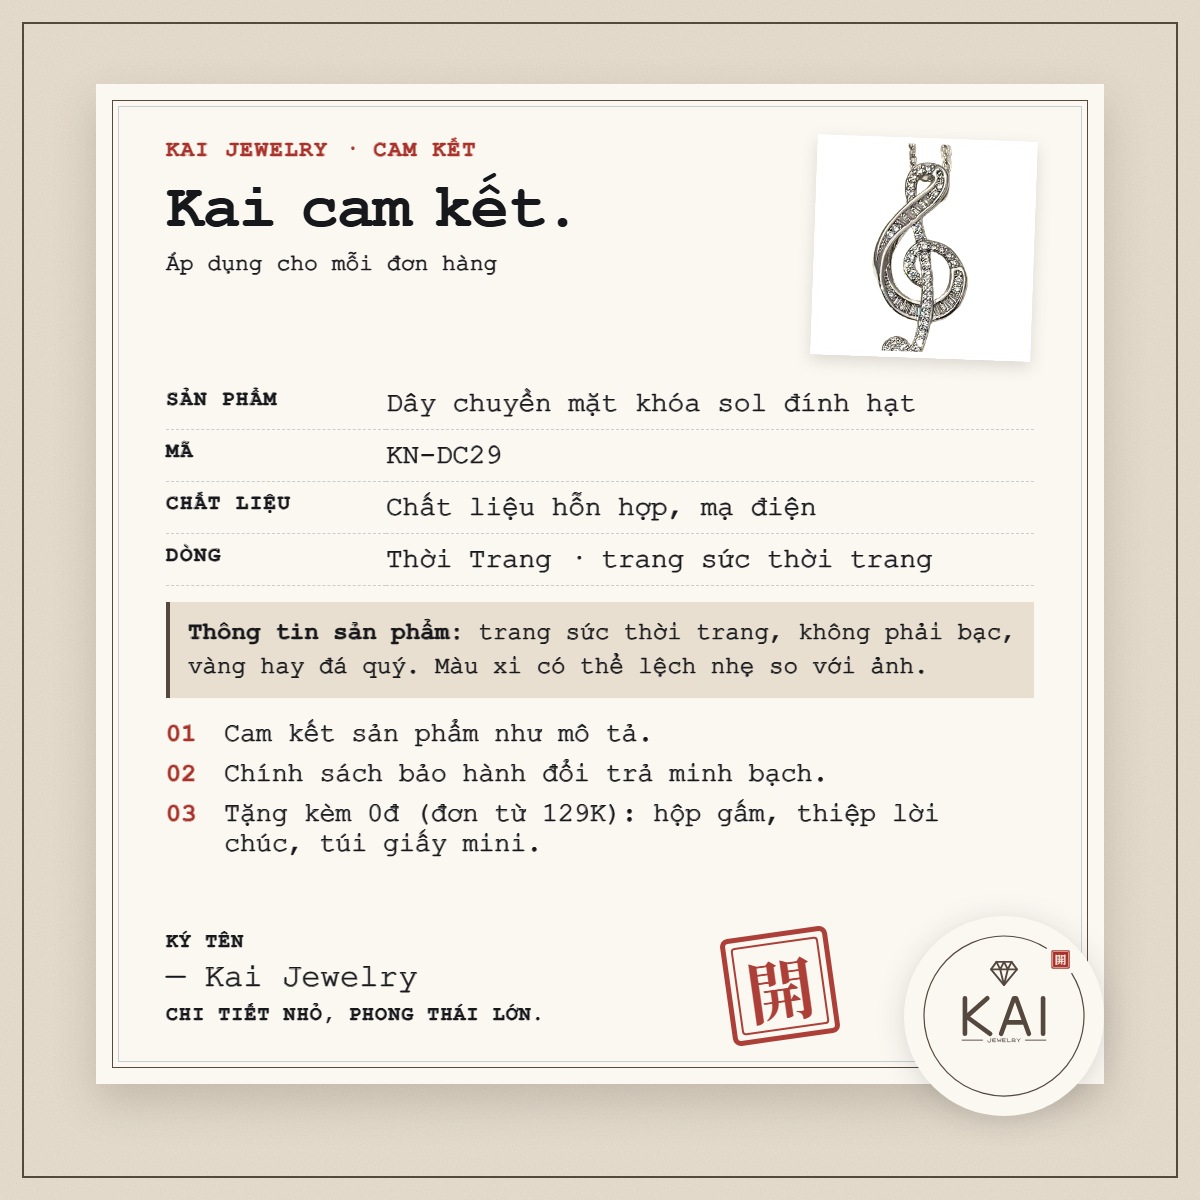 KAI JEWELRY · CAM KẾT
Kai cam kết.
Áp dụng cho mỗi đơn hàng
SẢN PHẨM
Dây chuyền mặt khóa sol đính hạt
MÃ
KN-DC29
CHẤT LIỆU
Chất liệu hỗn hợp, mạ điện
DÒNG
Thời Trang · trang sức thời trang
Thông tin sản phẩm: trang sức thời trang, không phải bạc,
vàng hay đá quý. Màu xi có thể lệch nhẹ so với ảnh.
01 Cam kết sản phẩm như mô tả.
02 Chính sách bảo hành đổi trả minh bạch.
03 Tặng kèm 0đ (đơn từ 129K): hộp gấm, thiệp lời
chúc, túi giấy mini.
KÝ TÊN
— Kai Jewelry
CHI TIẾT NHỎ, PHONG THÁI LỚN.
開
開
KAI
JEWELRY